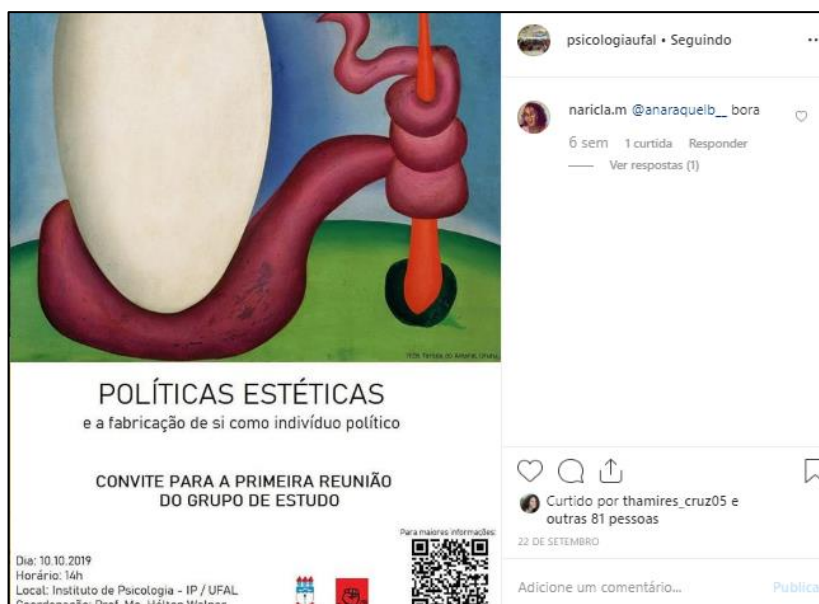 psicologiaufal • Seguindo
naricla.m @anaraqueib__ bora
6 sem 1 curtida Responder
Ver respostas (1)
POLÍTICAS ESTÉTICAS
e a fabricação de si como indivíduo político
CONVITE PARA A PRIMEIRA REUNIÃO
DO GRUPO DE ESTUDO
Para maiores informações:
Dia: 10.10.2019
Horário: 14h
Local: Instituto de Psicologia - IP / UFAL
Curtido por thamires_cruz05 e
outras 81 pessoas
22 DE SETEMBRO
Adicione um comentário...
Publica